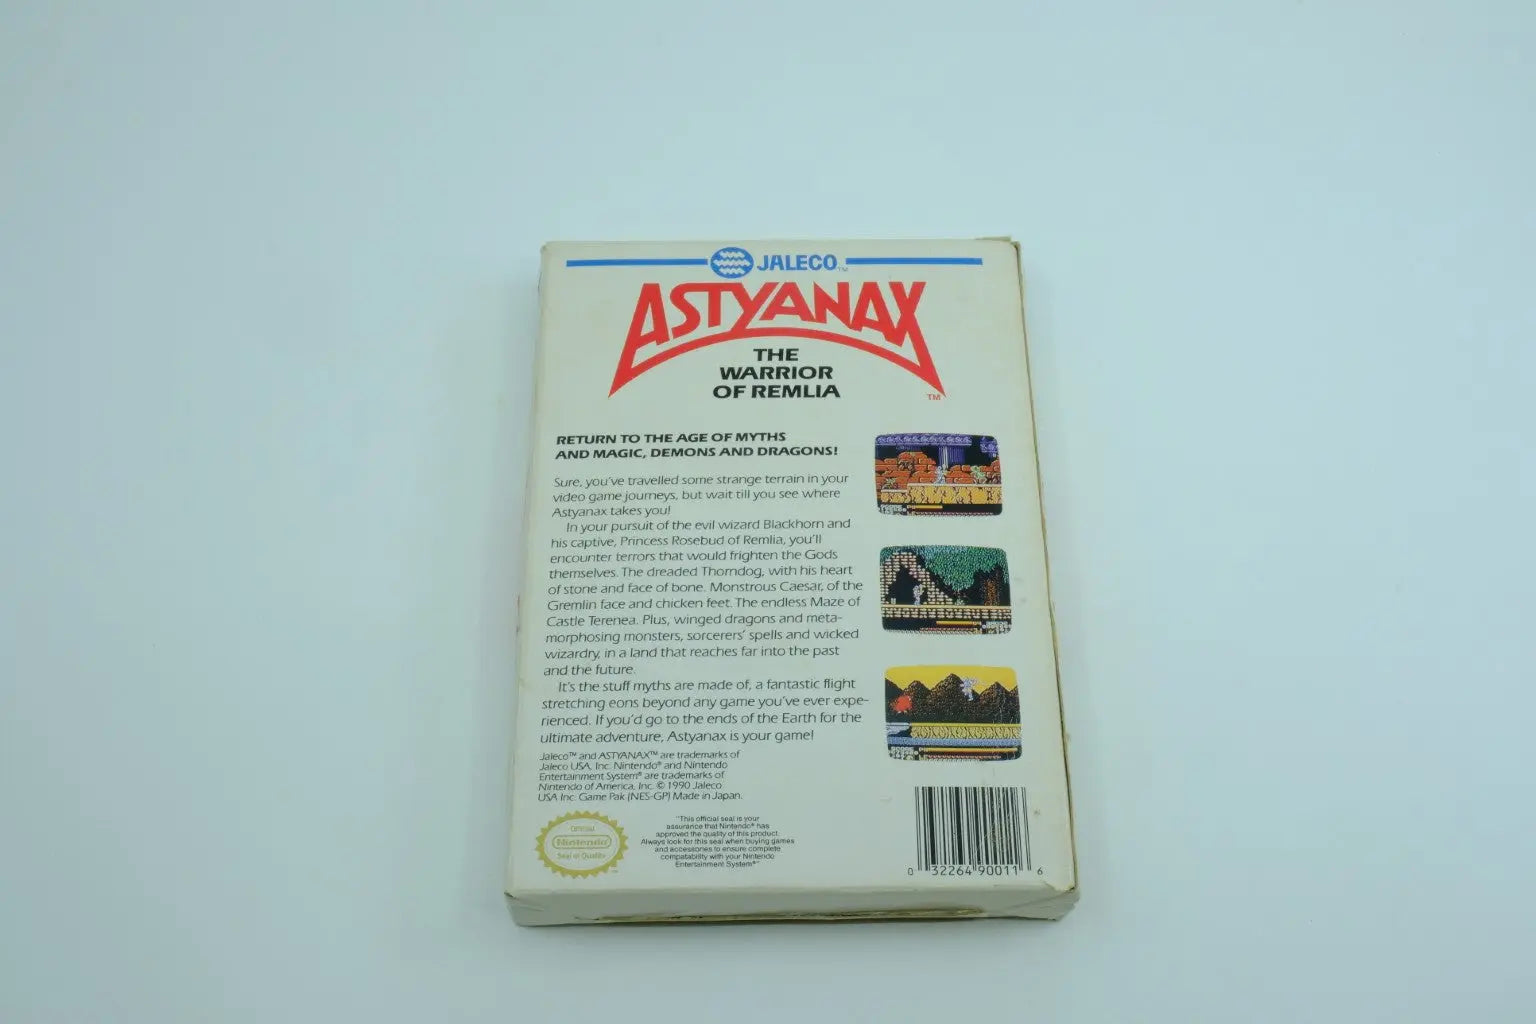 JALECO TM
ASTYANAX
THE
WARRIOR
OF REMLIA
TM
RETURN TO THE AGE OF MYTHS
AND MAGIC, DEMONS AND DRAGONS!
Sure, you've travelled some strange terrain in your
video game journeys, but wait till you see where
Astyanax takes you!
In your pursuit of the evil wizard Blackhorn and
his captive, Princess Rosebud of Remlia, you'll
encounter terrors that would frighten the Gods
themselves. The dreaded Thorndog, with his heart
of stone and face of bone. Monstrous Caesar, of the
Gremlin face and chicken feet. The endless Maze of
Castle Terenea. Plus, winged dragons and meta-
morphosing monsters, sorcerers' spells and wicked
wizardry, in a land that reaches far into the past
and the future.
It's the stuff myths are made of, a fantastic flight
stretching eons beyond any game you've ever expe-
rienced. If you'd go to the ends of the Earth for the
ultimate adventure, Astyanax is your game!
Jaleco™ and ASTYANAX™ are trademarks of
Jaleco USA, Inc. Nintendo® and Nintendo
Entertainment System® are trademarks of
Nintendo of America, Inc. © 1990 Jaleco
USA Inc. Game Pak (NES-GP) Made in Japan.
Official
Nintendo
Seal of Quality
"This official seal is your
assurance that Nintendo® has
approved the quality of this product.
Always look for this seal when buying games
and accessories to ensure complete
compatability with your Nintendo
Entertainment System®"
0 32264 90011 6